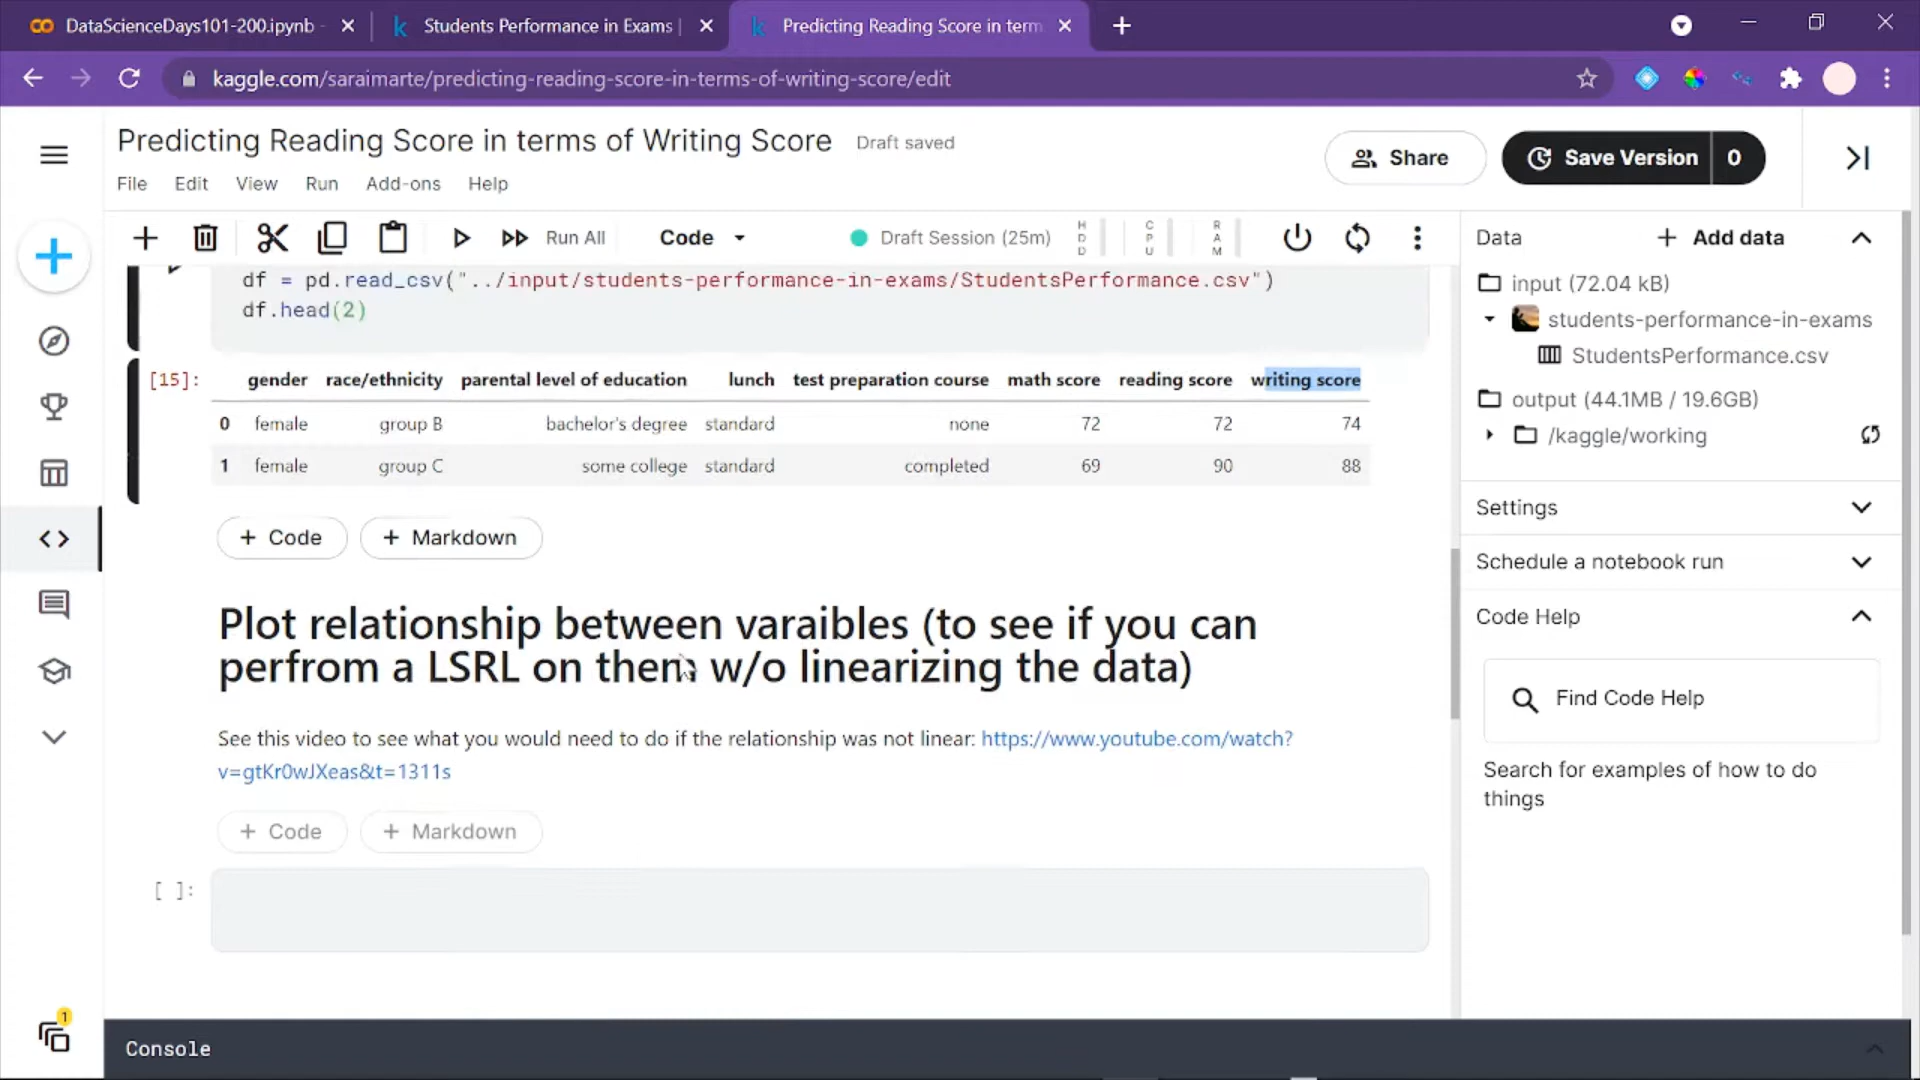 DataScienceDays101-200.ipynb -
Students Performance in Exams |
Predicting Reading Score in term
kaggle.com/saraimarte/predicting-reading-score-in-terms-of-writing-score/edit
Predicting Reading Score in terms of Writing Score Draft saved
Share
Save Version 0
File Edit View Run Add-ons Help
Run All Code Draft Session (25m) HDD CPU RAM
Data
Add data
df = pd.read_csv("../input/students-performance-in-exams/StudentsPerformance.csv")
df.head(2)
[15]: gender race/ethnicity parental level of education lunch test preparation course math score reading score writing score
0 female group B bachelor's degree standard none 72 72 74
1 female group C some college standard completed 69 90 88
+ Code + Markdown
Plot relationship between varaibles (to see if you can
perfrom a LSRL on them w/o linearizing the data)
See this video to see what you would need to do if the relationship was not linear: https://www.youtube.com/watch?
v=gtKr0wJXeas&t=1311s
+ Code + Markdown
[ ]:
input (72.04 kB)
students-performance-in-exams
StudentsPerformance.csv
output (44.1MB / 19.6GB)
/kaggle/working
Settings
Schedule a notebook run
Code Help
Find Code Help
Search for examples of how to do
things
1
Console